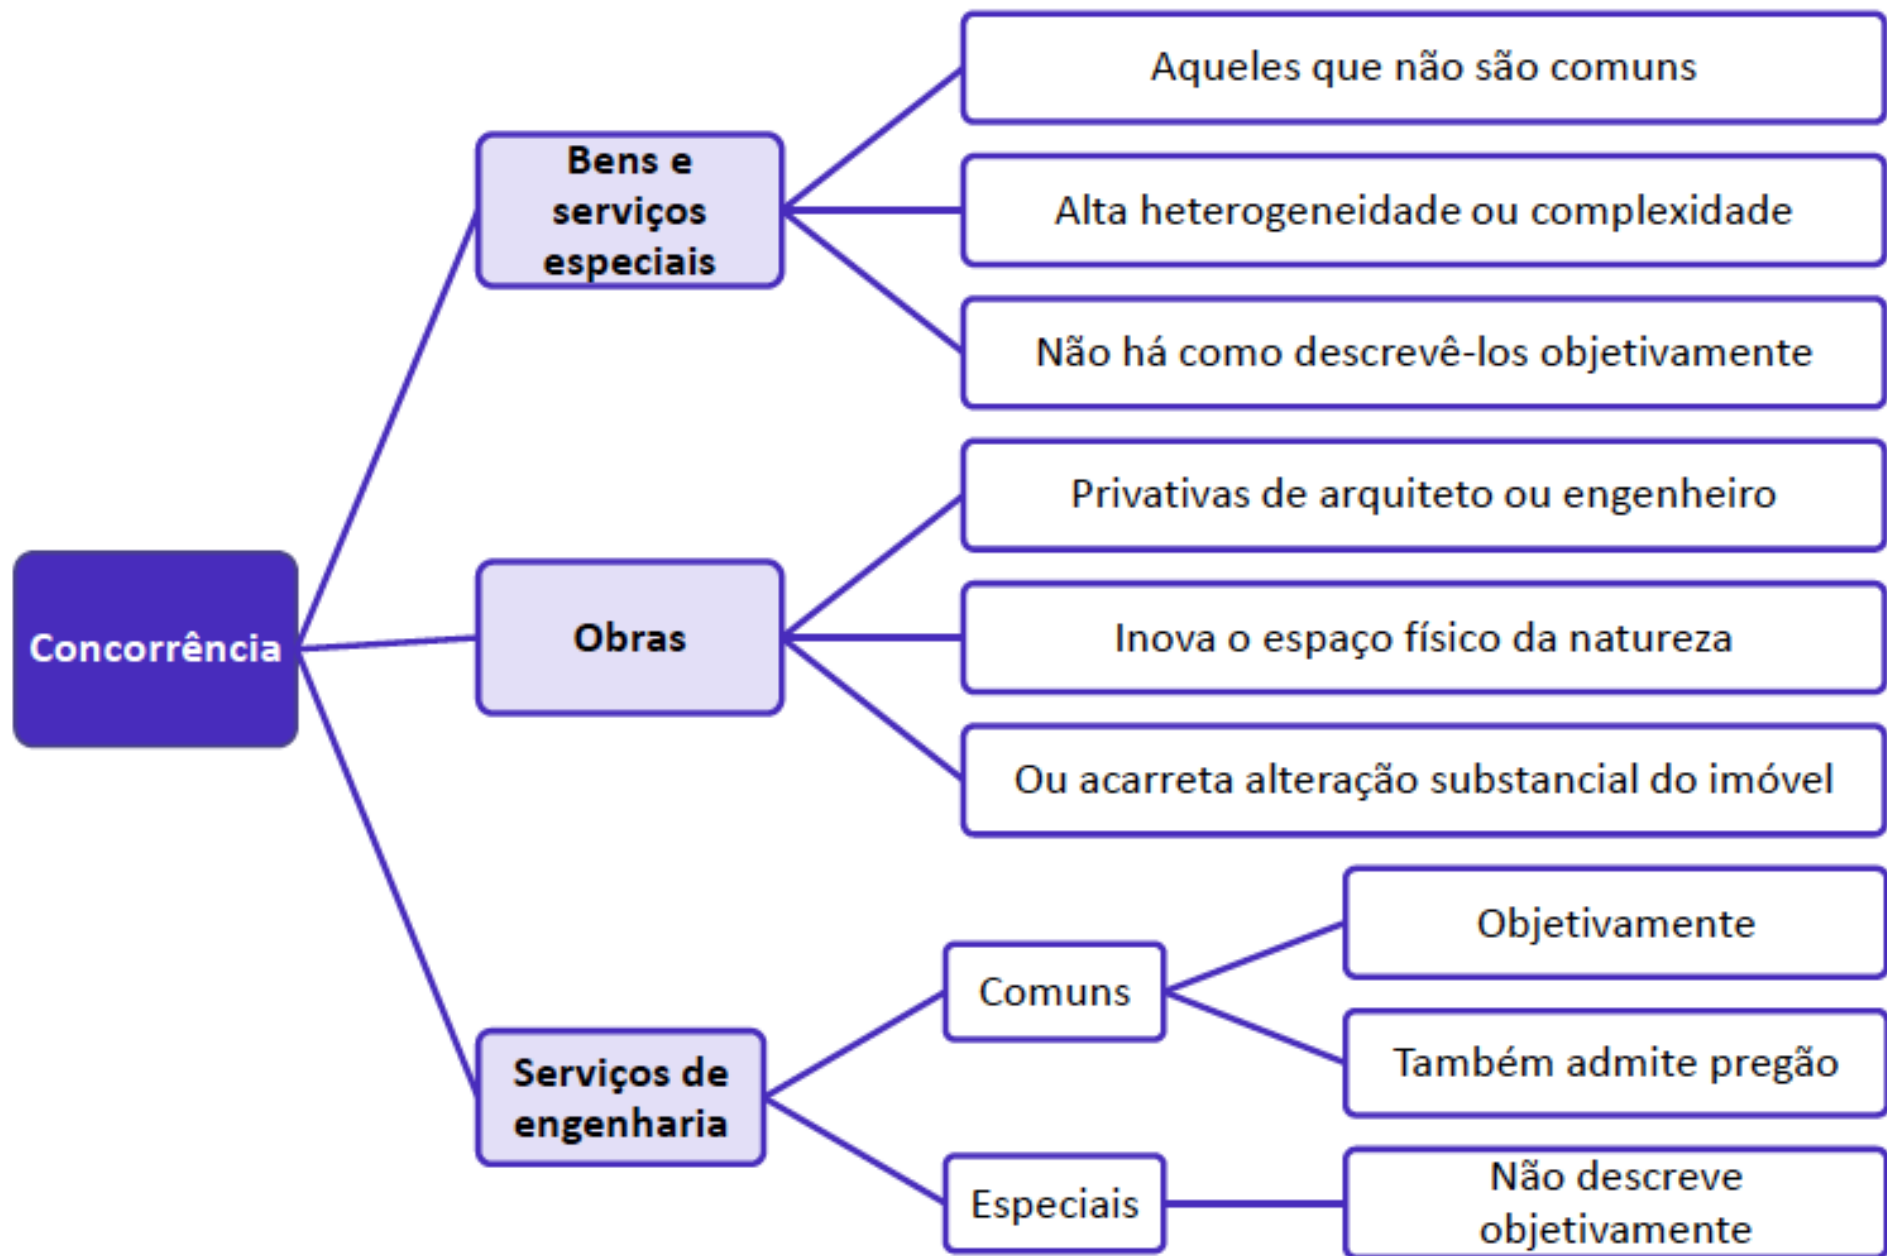 Concorrência
Bens e
serviços
especiais
Aqueles que não são comuns
Alta heterogeneidade ou complexidade
Não há como descrevê-los objetivamente
Obras
Privativas de arquiteto ou engenheiro
Inova o espaço físico da natureza
Ou acarreta alteração substancial do imóvel
Serviços de
engenharia
Comuns
Objetivamente
Também admite pregão
Especiais
Não descreve
objetivamente